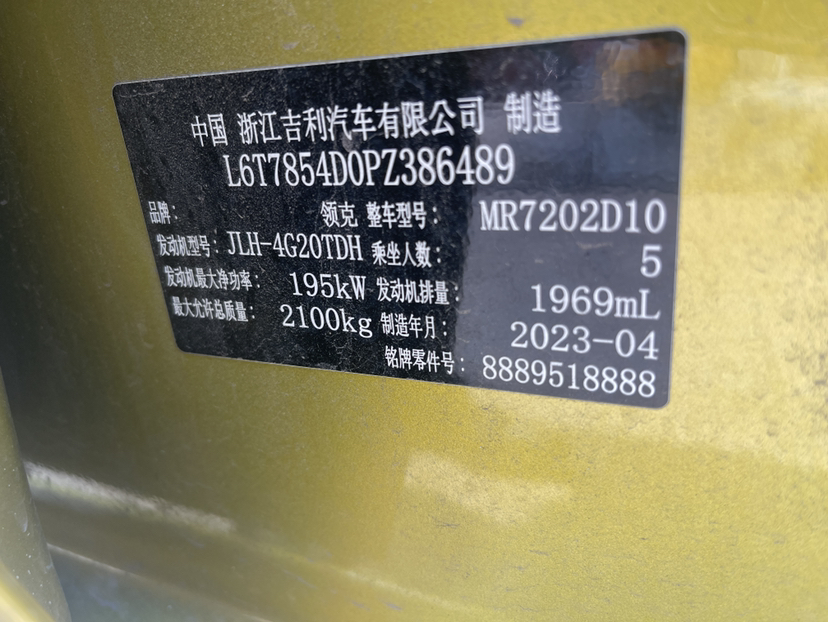 中国 浙江吉利汽车有限公司 制造
L6T7854D0PZ386489
品牌: 领克 整车型号: MR7202D10
发动机型号: JLH-4G20TDH 乘坐人数: 5
发动机最大净功率: 195kW 发动机排量: 1969mL
最大允许总质量: 2100kg 制造年月: 2023-04
铭牌零件号: 8889518888